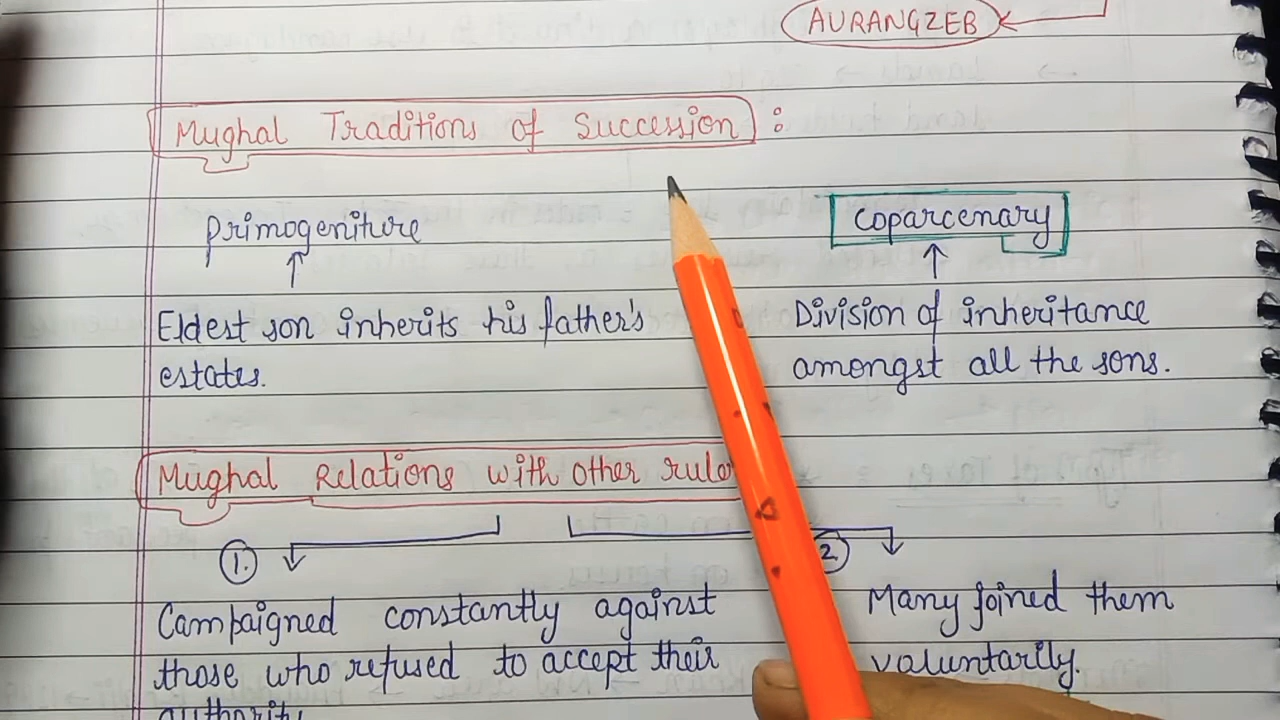 AURANGZEB
Mughal Traditions of Succession :
primogeniture
coparcenary
Eldest son inherits his father's
estates.
Division of inheritance
amongst all the sons.
Mughal Relations with other
1.
2.
Campaigned constantly against
those who refused to accept their
authority
Many joined them
voluntarily.